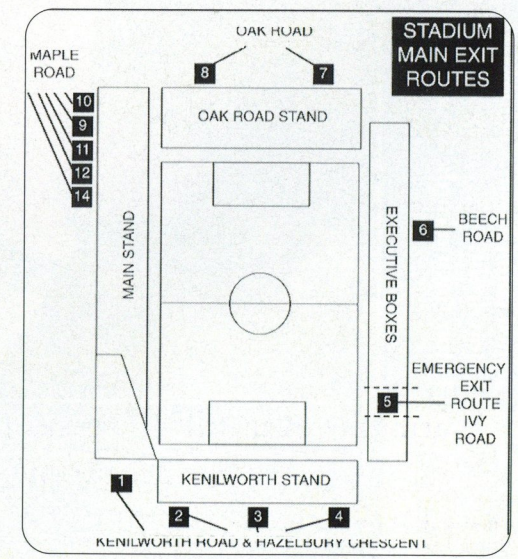 OAK ROAD
STADIUM
MAIN EXIT
ROUTES
MAPLE
ROAD
8
7
10
9
11
12
14
OAK ROAD STAND
MAIN STAND
EXECUTIVE BOXES
6
BEECH
ROAD
EMERGENCY
EXIT
5
ROUTE
IVY
ROAD
KENILWORTH STAND
1
2
3
4
KENILWORTH ROAD & HAZELBURY CRESCENT